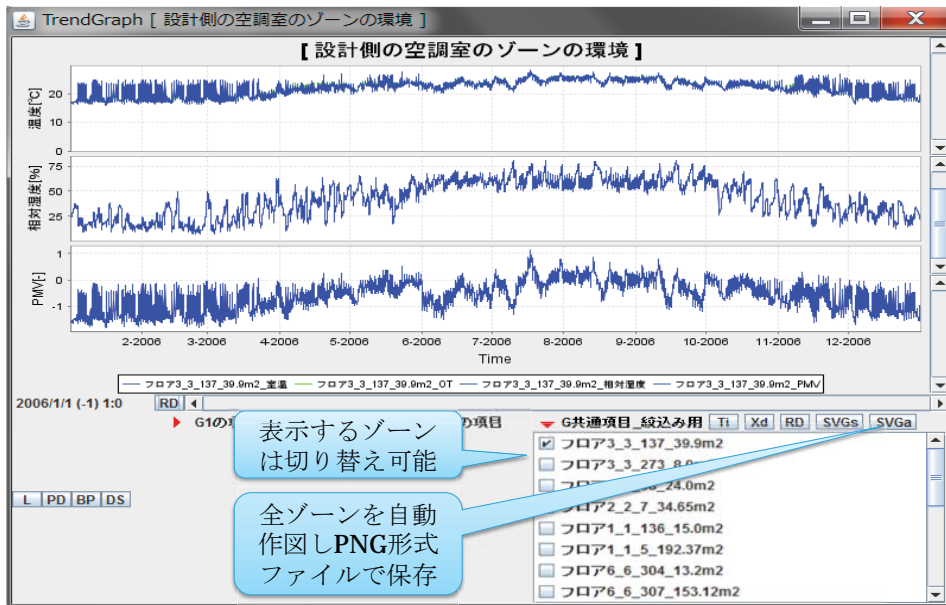 TrendGraph [ 設計側の空調室のゾーンの環境 ]
[ 設計側の空調室のゾーンの環境 ]
温度[℃]
20
10
0
相対湿度[%]
75
50
25
PMV[-]
1
0
-1
2-2006 3-2006 4-2006 5-2006 6-2006 7-2006 8-2006 9-2006 10-2006 11-2006 12-2006
Time
フロア3_3_137_39.9m2_室温 フロア3_3_137_39.9m2_OT フロア3_3_137_39.9m2_相対湿度 フロア3_3_137_39.9m2_PMV
2006/1/1 (-1) 1:0 RD
G1の の項目 G共通項目_絞込み用 Ti Xd RD SVGs SVGa
表示するゾーン
は切り替え可能
フロア3_3_137_39.9m2
フロア3_3_273_8.0m2
24.0m2
L PD BP DS
フロア2_2_7_34.65m2
全ゾーンを自動
作図しPNG形式
ファイルで保存
フロア1_1_136_15.0m2
フロア1_1_5_192.37m2
フロア6_6_304_13.2m2
フロア6_6_307_153.12m2